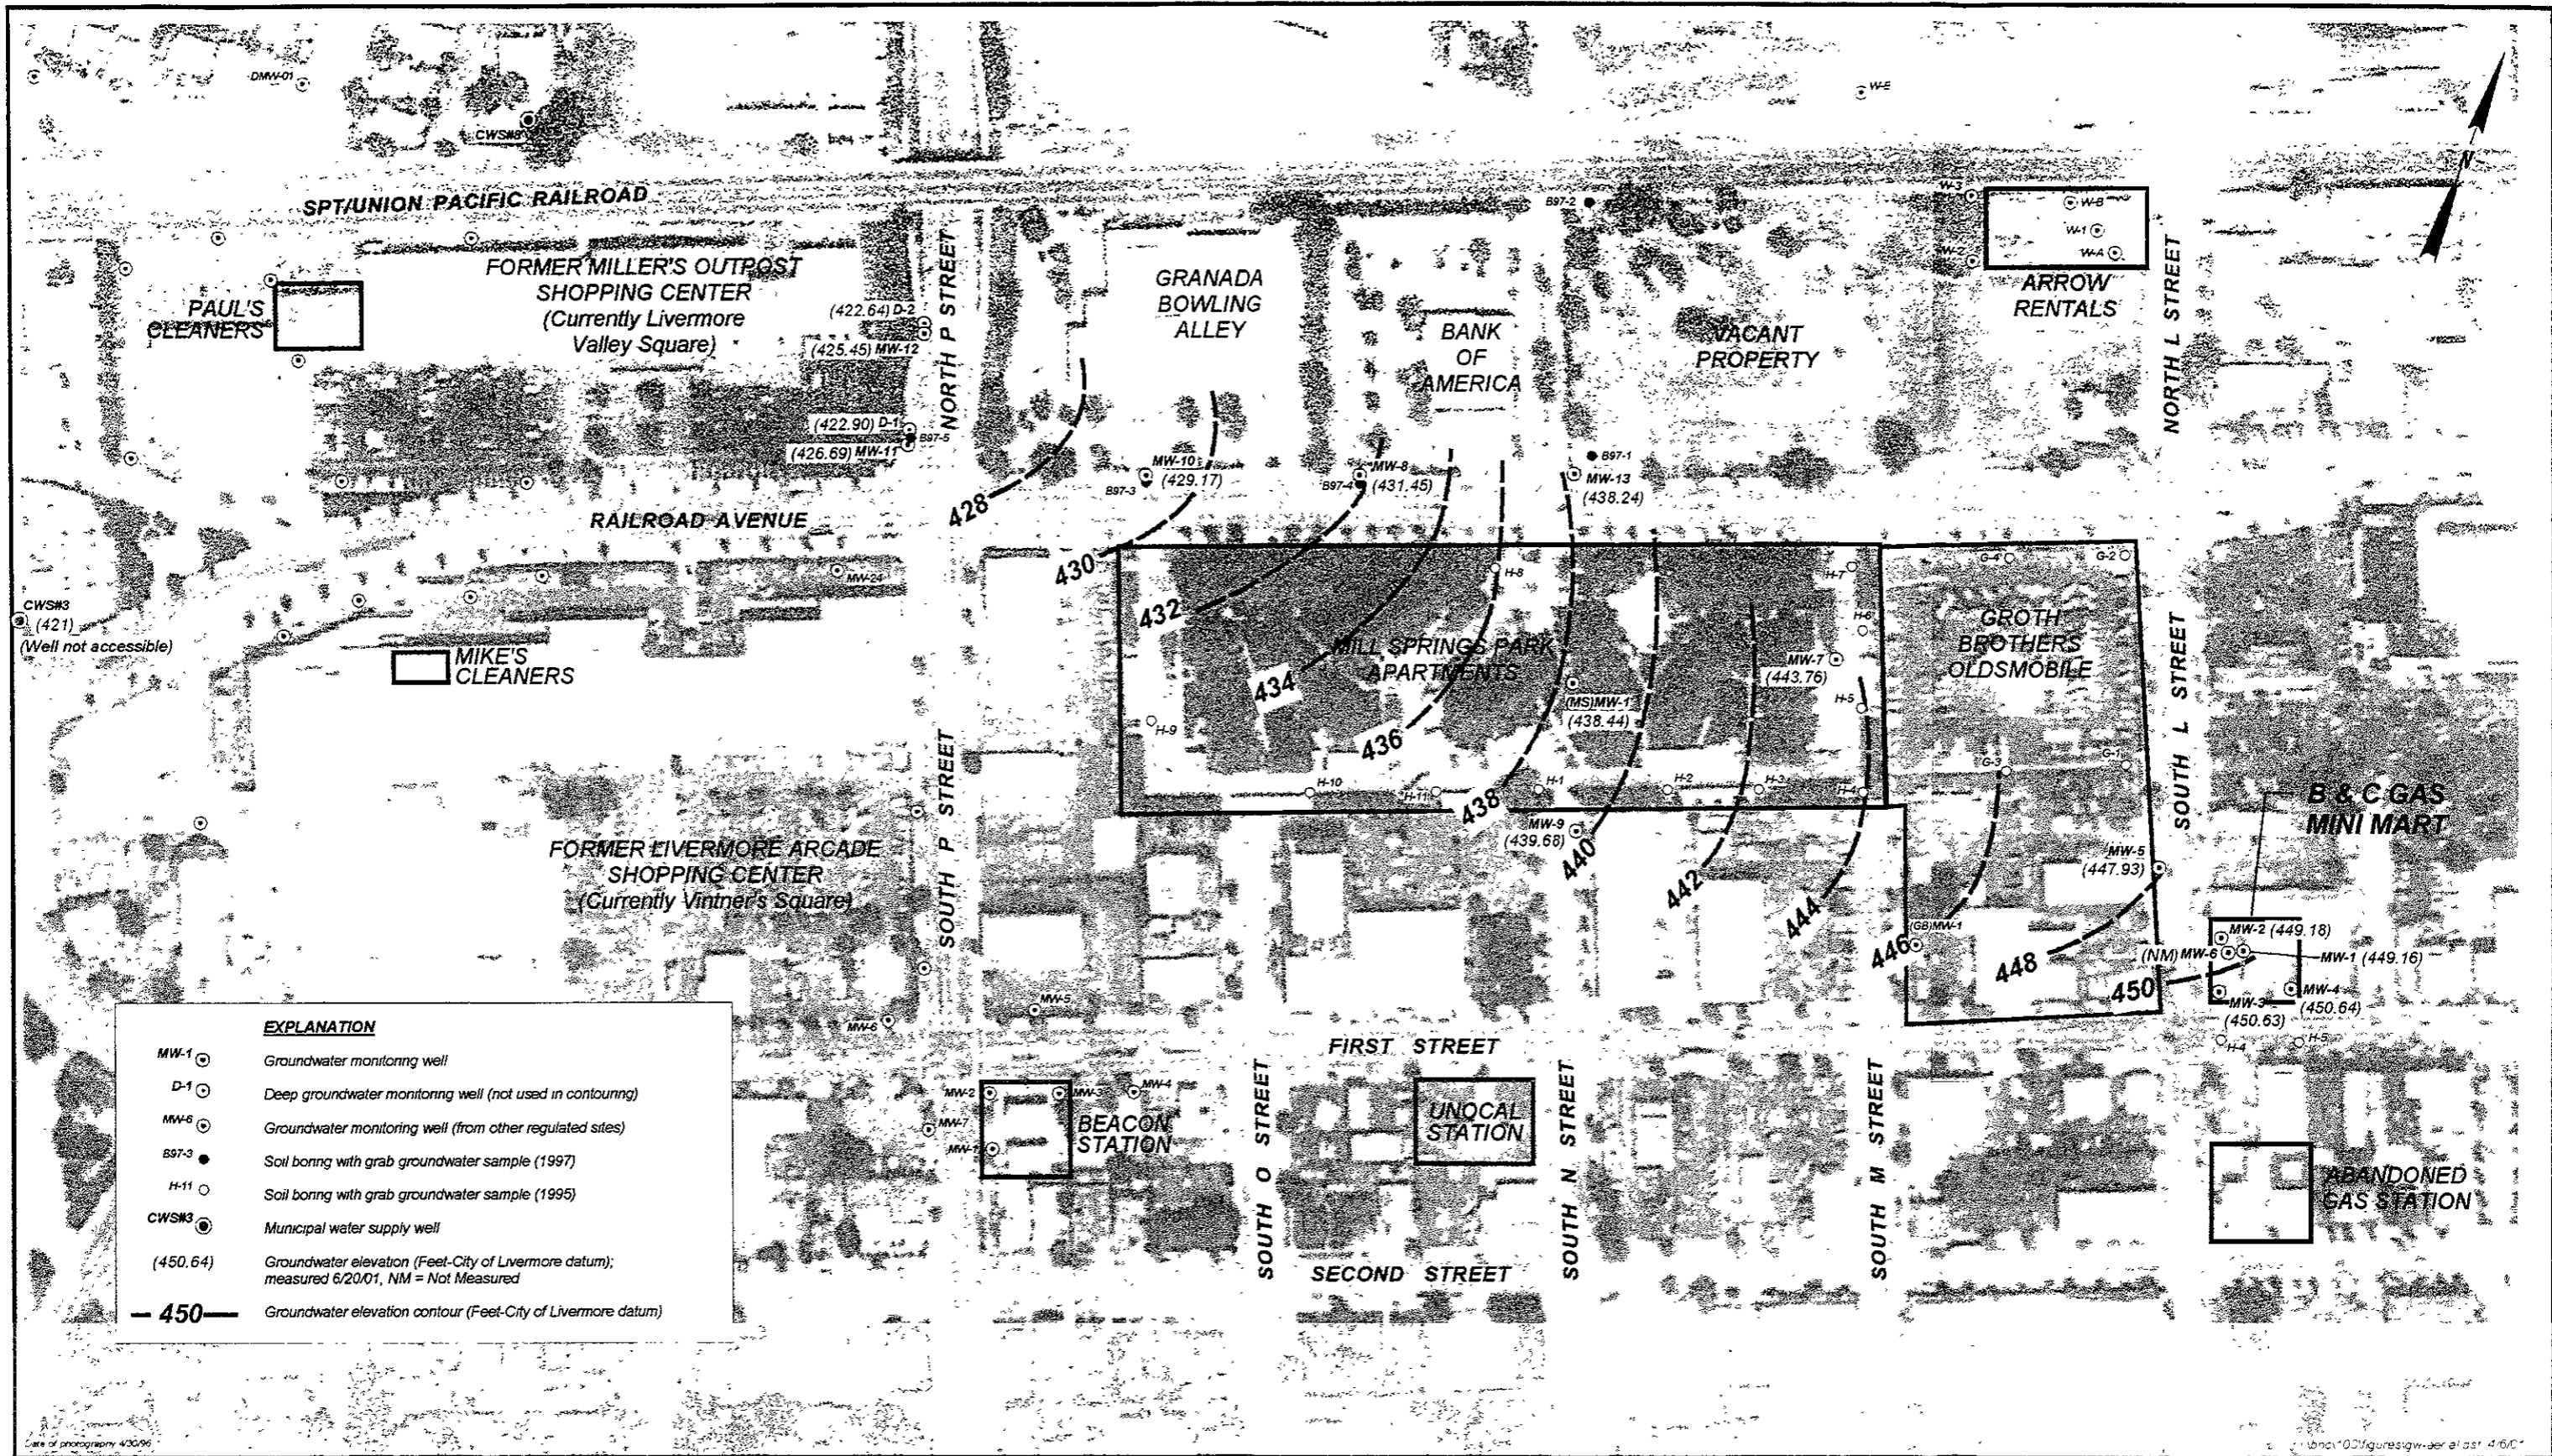 DMW-01
CWS#8
W-E
SPT/UNION PACIFIC RAILROAD
N
B97-2
W-3
W-B
W-1
W-2
W-A
ARROW
RENTALS
NORTH L STREET
PAUL'S
CLEANERS
FORMER MILLER'S OUTPOST
SHOPPING CENTER
(Currently Livermore
Valley Square)
(422.64) D-2
(425.45) MW-12
NORTH P STREET
GRANADA
BOWLING
ALLEY
BANK
OF
AMERICA
VACANT
PROPERTY
(422.90) D-1
B97-5
(426.69) MW-11
MW-10
(429.17)
B97-3
MW-8
(431.45)
B97-4
B97-1
MW-13
(438.24)
RAILROAD AVENUE
428
430
432
434
436
438
440
442
444
446
448
450
MW-24
CWS#3
(421)
(Well not accessible)
MIKE'S
CLEANERS
H-8
H-7
H-6
G-4
G-2
MILL SPRINGS PARK
APARTMENTS
MW-7
(443.76)
H-5
(MS)MW-1
(438.44)
GROTH
BROTHERS
OLDSMOBILE
SOUTH L STREET
H-9
H-10
H-11
H-1
H-2
H-3
H-4
G-3
G-1
B & C GAS
MINI MART
MW-9
(439.68)
MW-5
(447.93)
FORMER LIVERMORE ARCADE
SHOPPING CENTER
(Currently Vintner's Square)
SOUTH P STREET
(GB)MW-1
MW-2 (449.18)
(NM) MW-6
MW-1 (449.16)
MW-3
(450.63)
MW-4
(450.64)
H-4
H-5
MW-5
MW-6
FIRST STREET
MW-2
MW-3
MW-4
MW-7
MW-1
BEACON
STATION
SOUTH O STREET
UNOCAL
STATION
SOUTH N STREET
SOUTH M STREET
ABANDONED
GAS STATION
SECOND STREET
EXPLANATION
MW-1 Groundwater monitoring well
D-1 Deep groundwater monitoring well (not used in contouring)
MW-6 Groundwater monitoring well (from other regulated sites)
B97-3 Soil boring with grab groundwater sample (1997)
H-11 Soil boring with grab groundwater sample (1995)
CWS#3 Municipal water supply well
(450.64) Groundwater elevation (Feet-City of Livermore datum);
measured 6/20/01, NM = Not Measured
450 Groundwater elevation contour (Feet-City of Livermore datum)
Date of photography 4/30/96